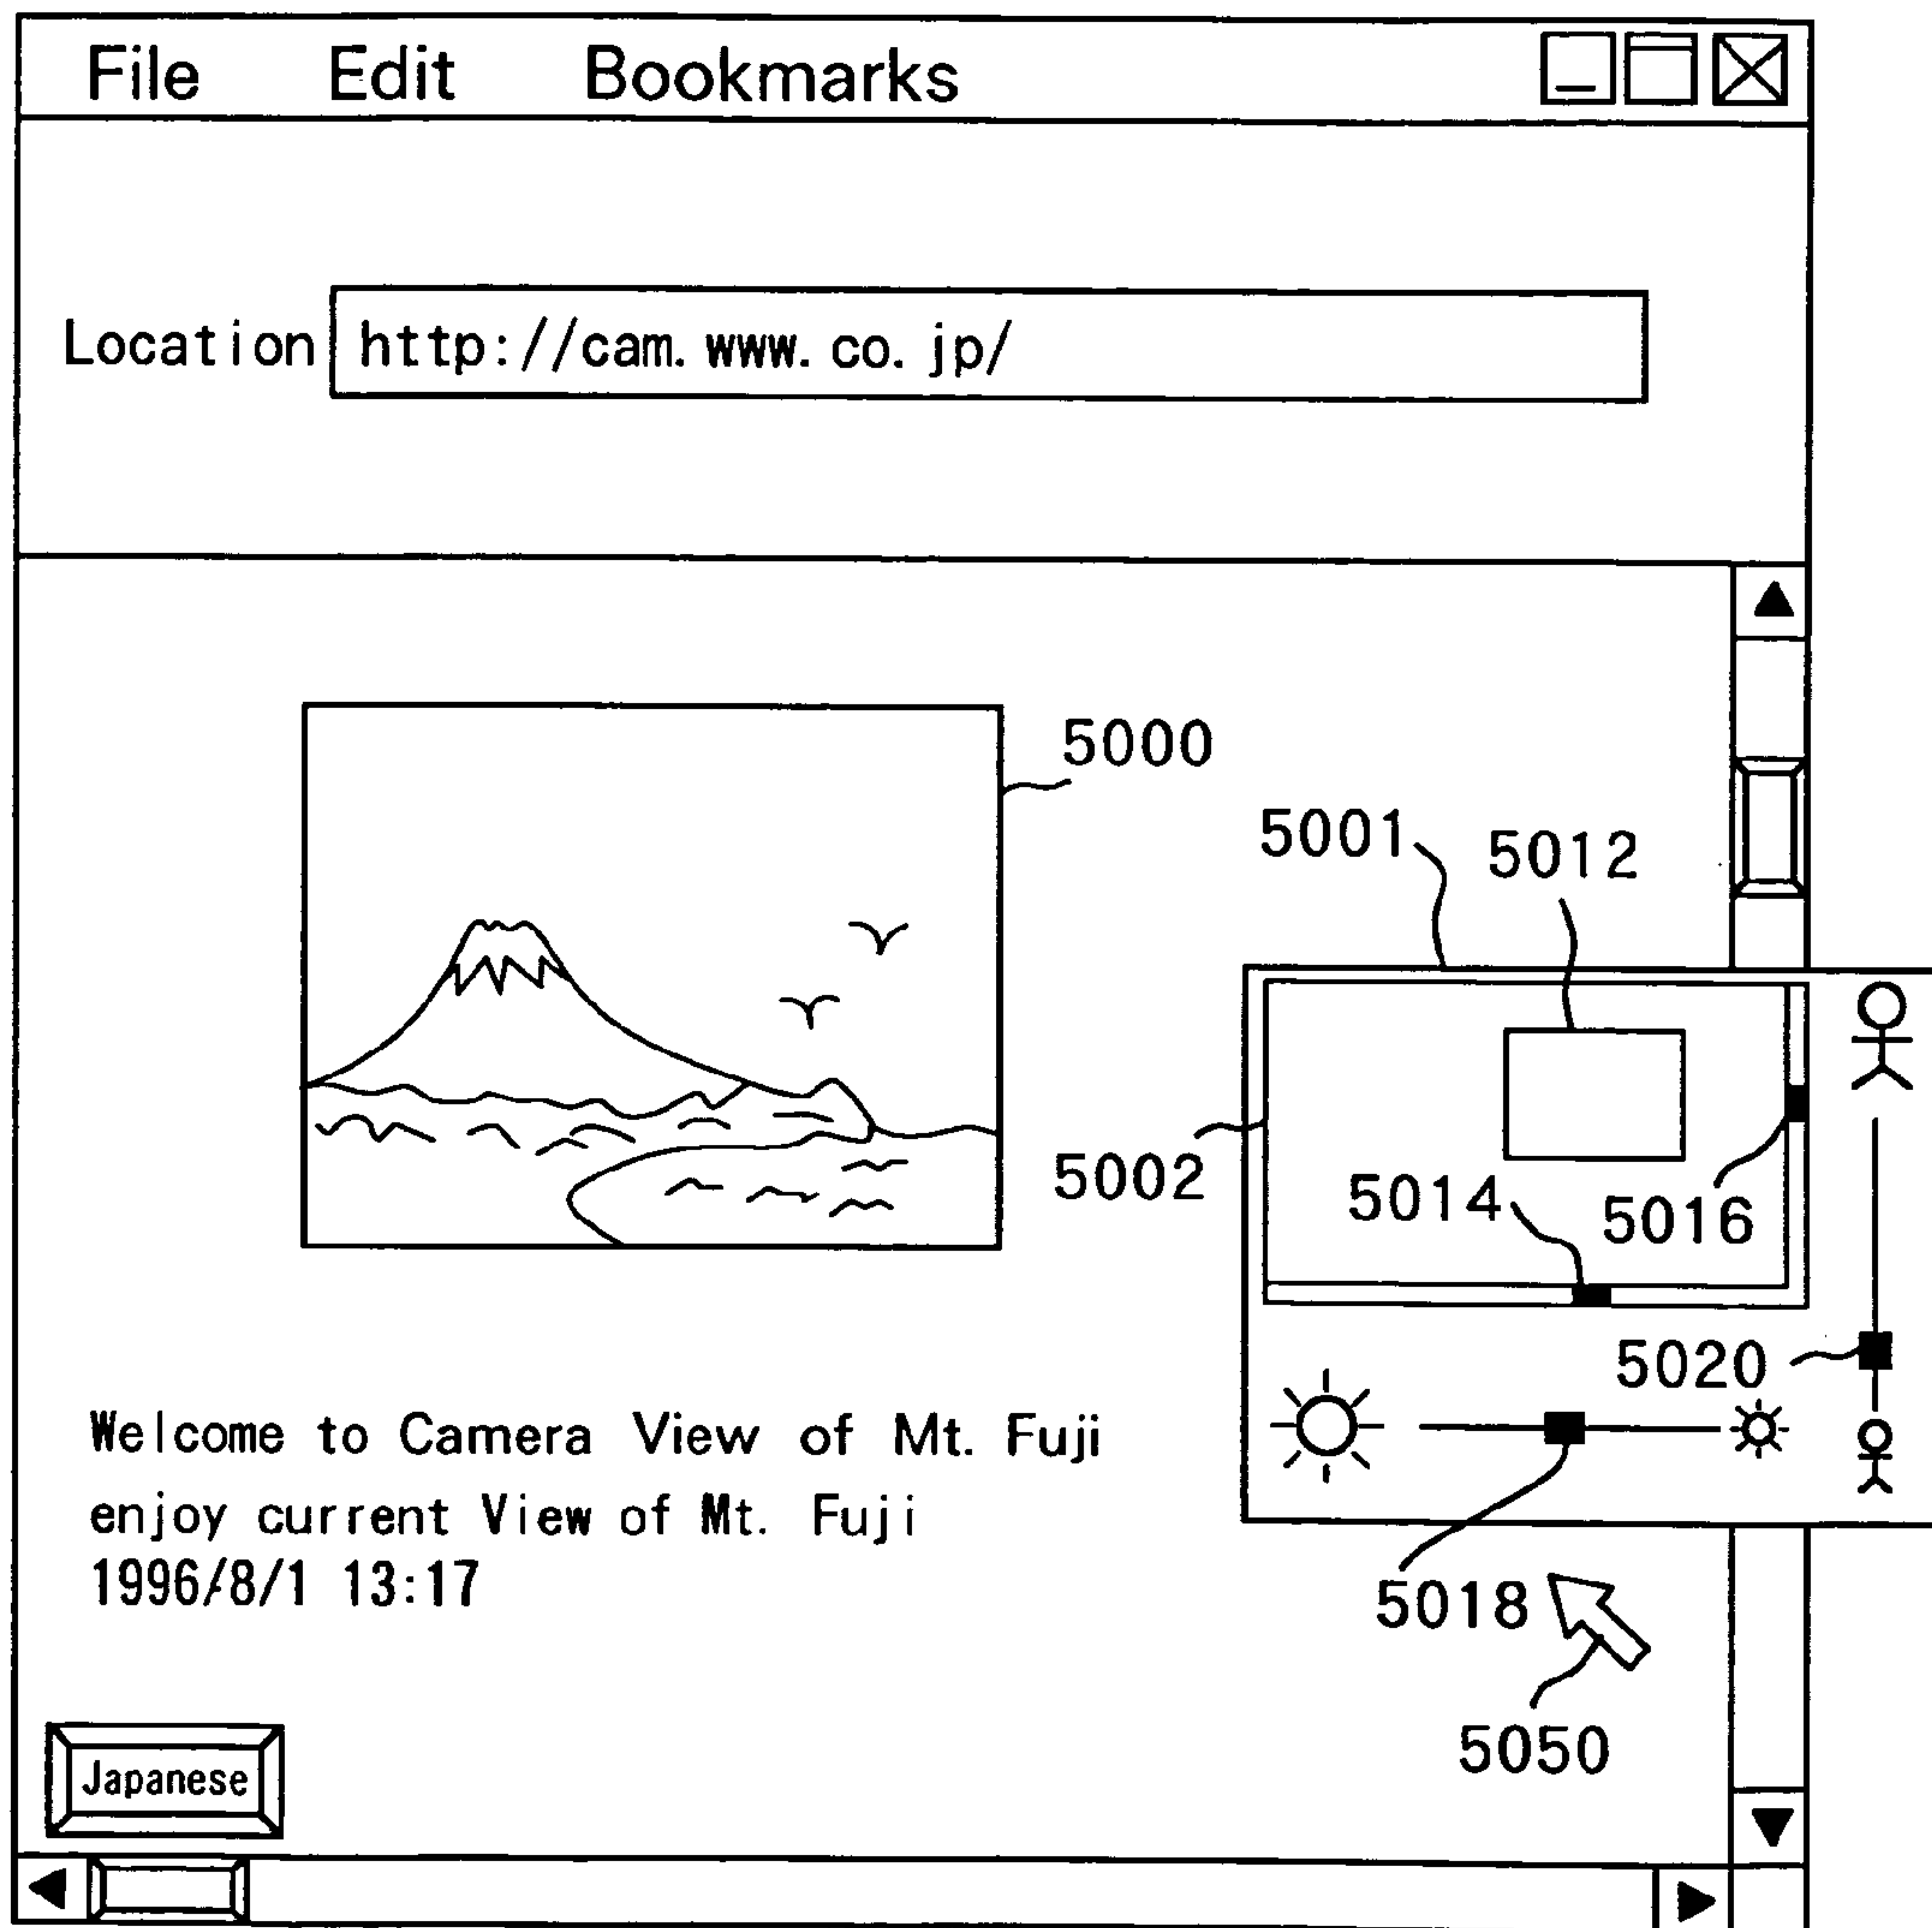 File Edit Bookmarks
Location http://cam.www.co.jp/
5000
5001 5012
5002
5014 5016
5020
Welcome to Camera View of Mt. Fuji
enjoy current View of Mt. Fuji
1996/8/1 13:17
5018
5050
Japanese